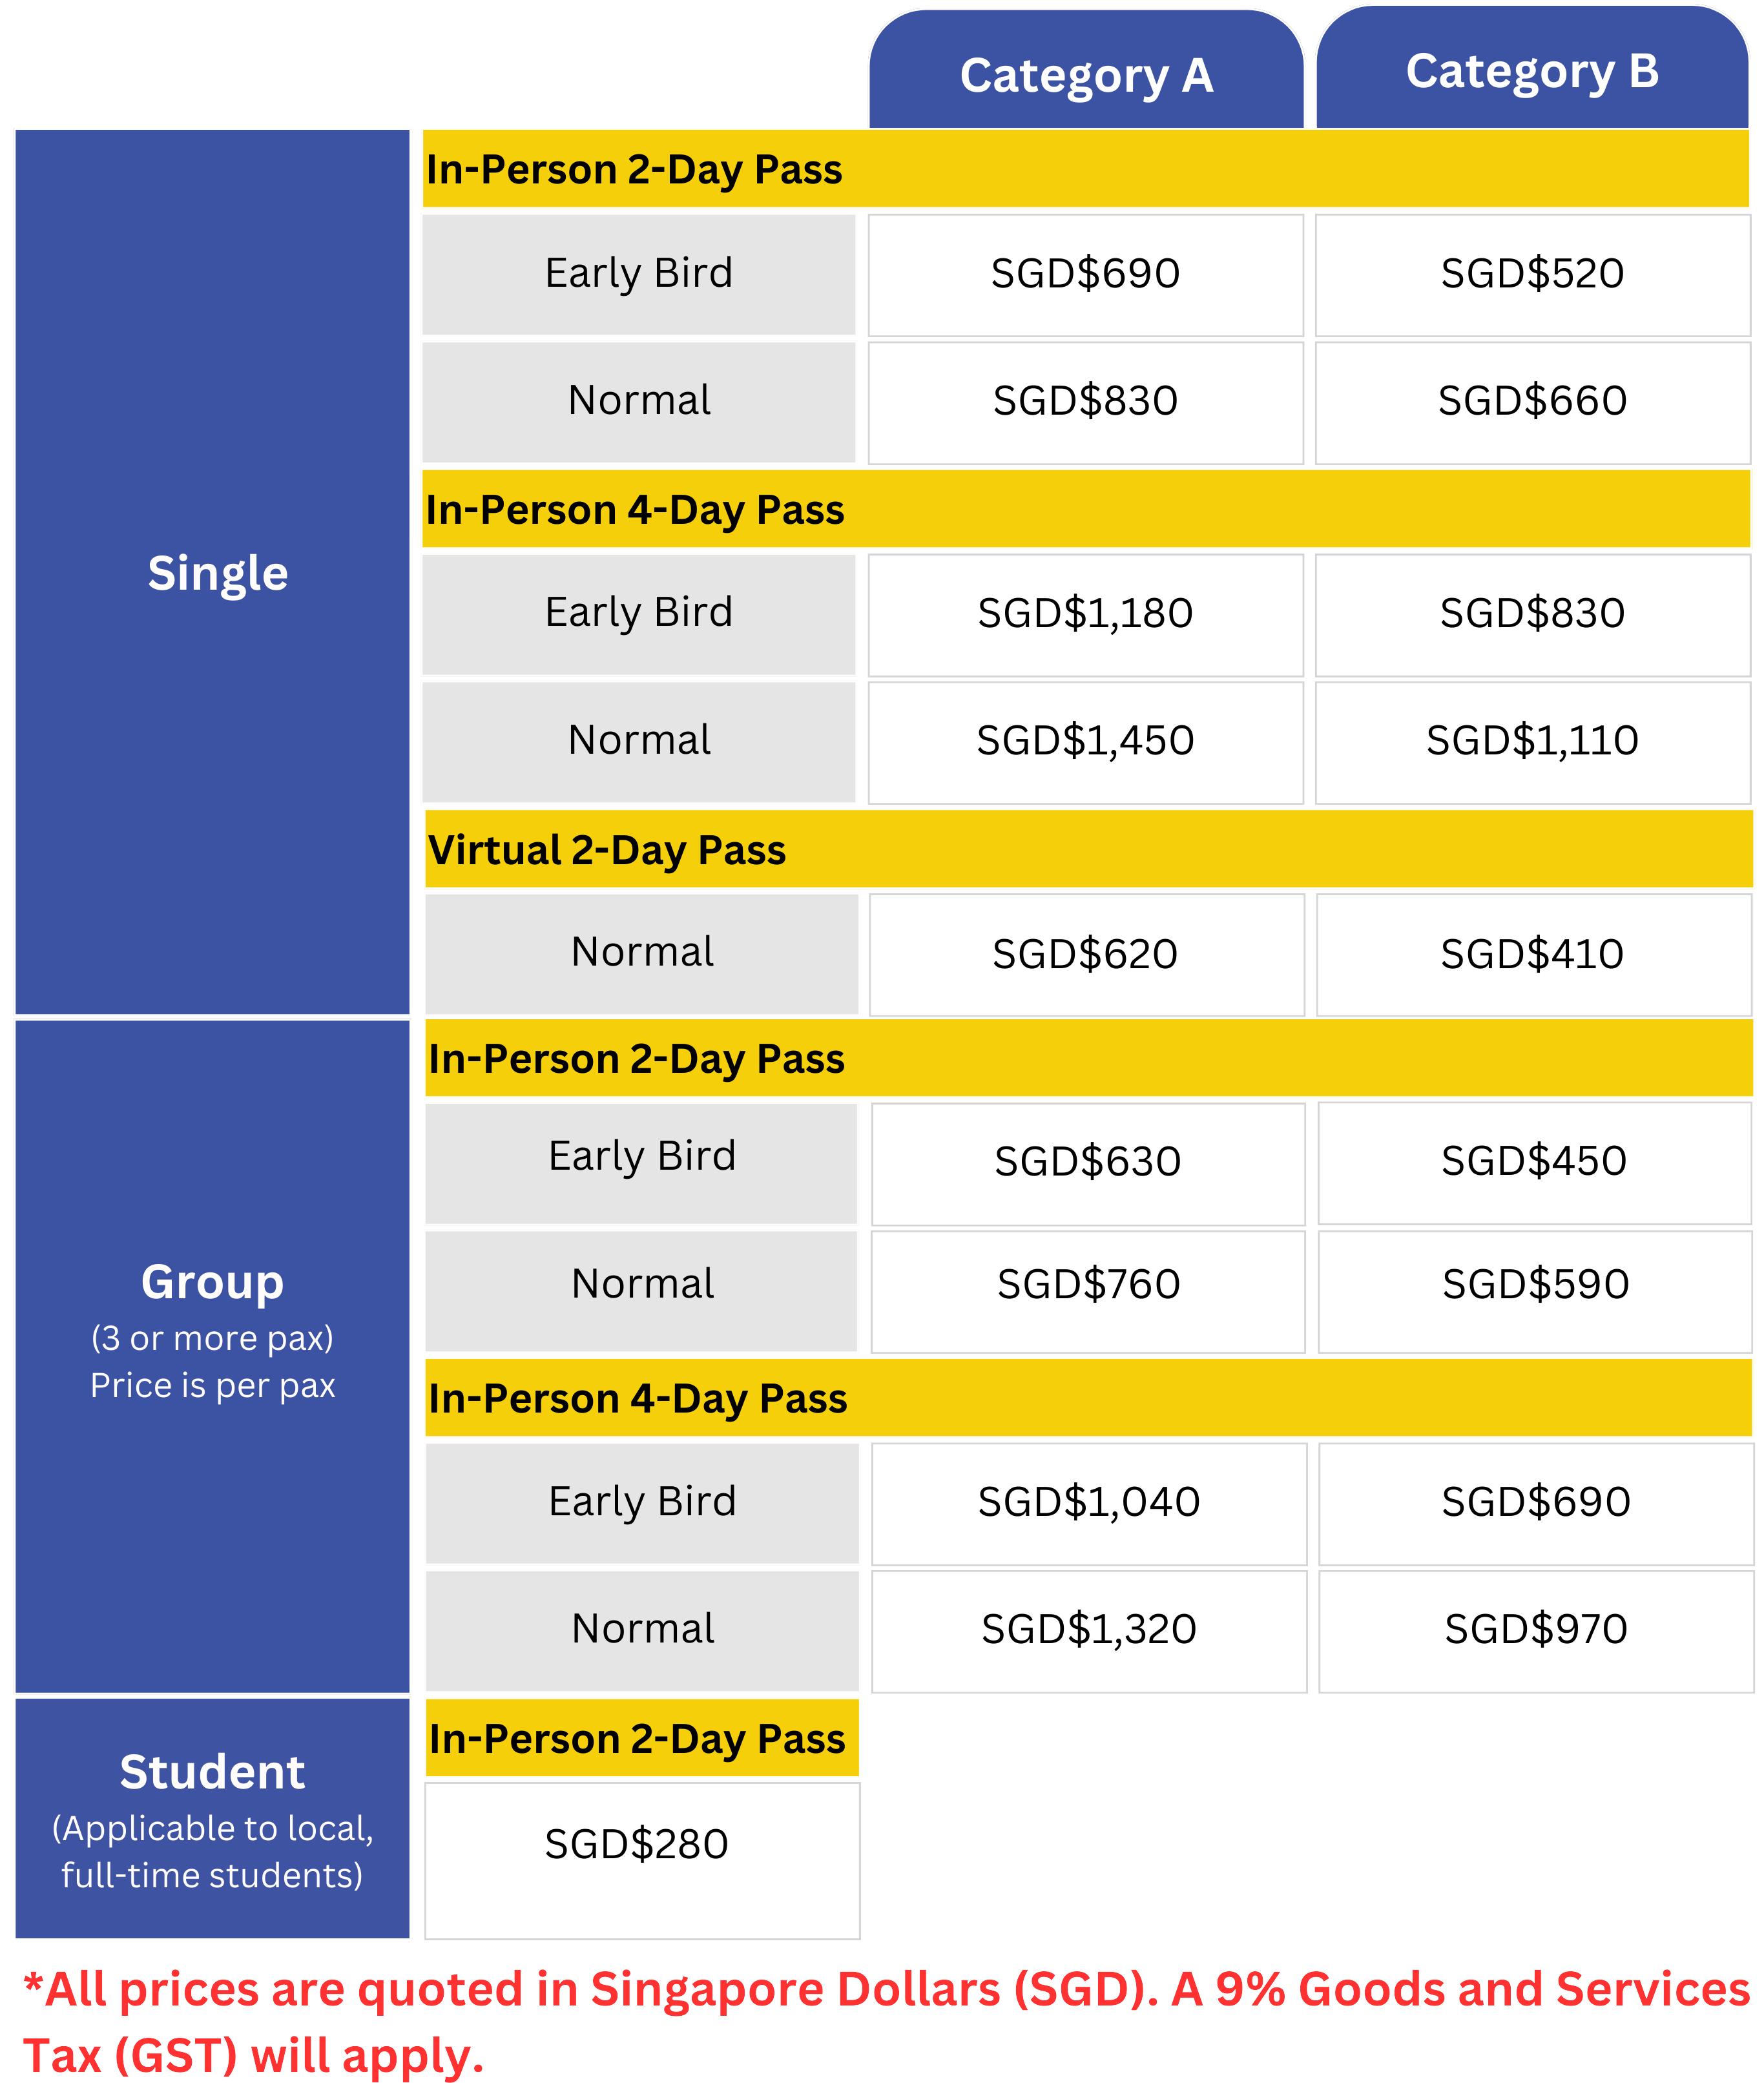 Category A
Category B
Single
In-Person 2-Day Pass
Early Bird
SGD$690
SGD$520
Normal
SGD$830
SGD$660
In-Person 4-Day Pass
Early Bird
SGD$1,180
SGD$830
Normal
SGD$1,450
SGD$1,110
Virtual 2-Day Pass
Normal
SGD$620
SGD$410
Group
(3 or more pax)
Price is per pax
In-Person 2-Day Pass
Early Bird
SGD$630
SGD$450
Normal
SGD$760
SGD$590
In-Person 4-Day Pass
Early Bird
SGD$1,040
SGD$690
Normal
SGD$1,320
SGD$970
Student
(Applicable to local,
full-time students)
In-Person 2-Day Pass
SGD$280
*All prices are quoted in Singapore Dollars (SGD). A 9% Goods and Services
Tax (GST) will apply.